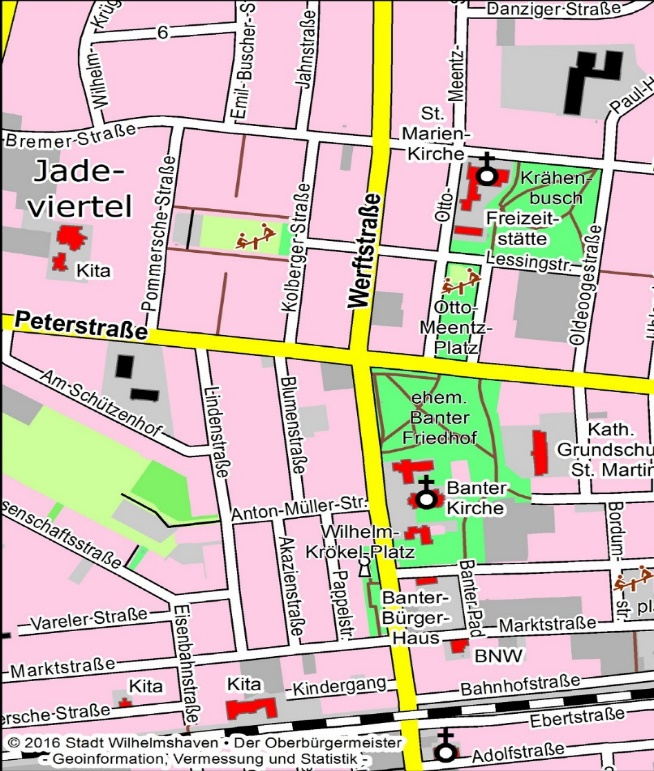 Danziger Straße
Wilhelm-
Krüg
6
Emil-Buscher-S
Jahnstraße
Meentz-
Otto-
Paul-H
Bremer-Straße
St.
Marien-
Kirche
Jade-
viertel
Kita
Pommersche-Straße
Kolberger-Straße
Werftstraße
Krähen-
busch
Freizeit-
stätte
Lessingstr.
Oldeoogestraße
Otto-
Meentz-
Platz
Peterstraße
Am-Schützenhof
Lindenstraße
Blumenstraße
ehem.
Banter
Friedhof
Kath.
Grundschu
St. Martin
Banter
Kirche
Anton-Müller-Str.
Wilhelm-
Krökel-Platz
senschaftsstraße
Akazienstraße
Pappelstr.
Bordum-
str.
pl
Banter-
Bürger-
Haus
Banter-Pad
Vareler-Straße
Eisenbahnstraße
Marktstraße
Marktstraße
BNW
Kita
Kita
Kindergang
Bahnhofstraße
ersche-Straße
Ebertstraße
Adolfstraße
© 2016 Stadt Wilhelmshaven • Der Oberbürgermeister
- Geoinformation, Vermessung und Statistik -